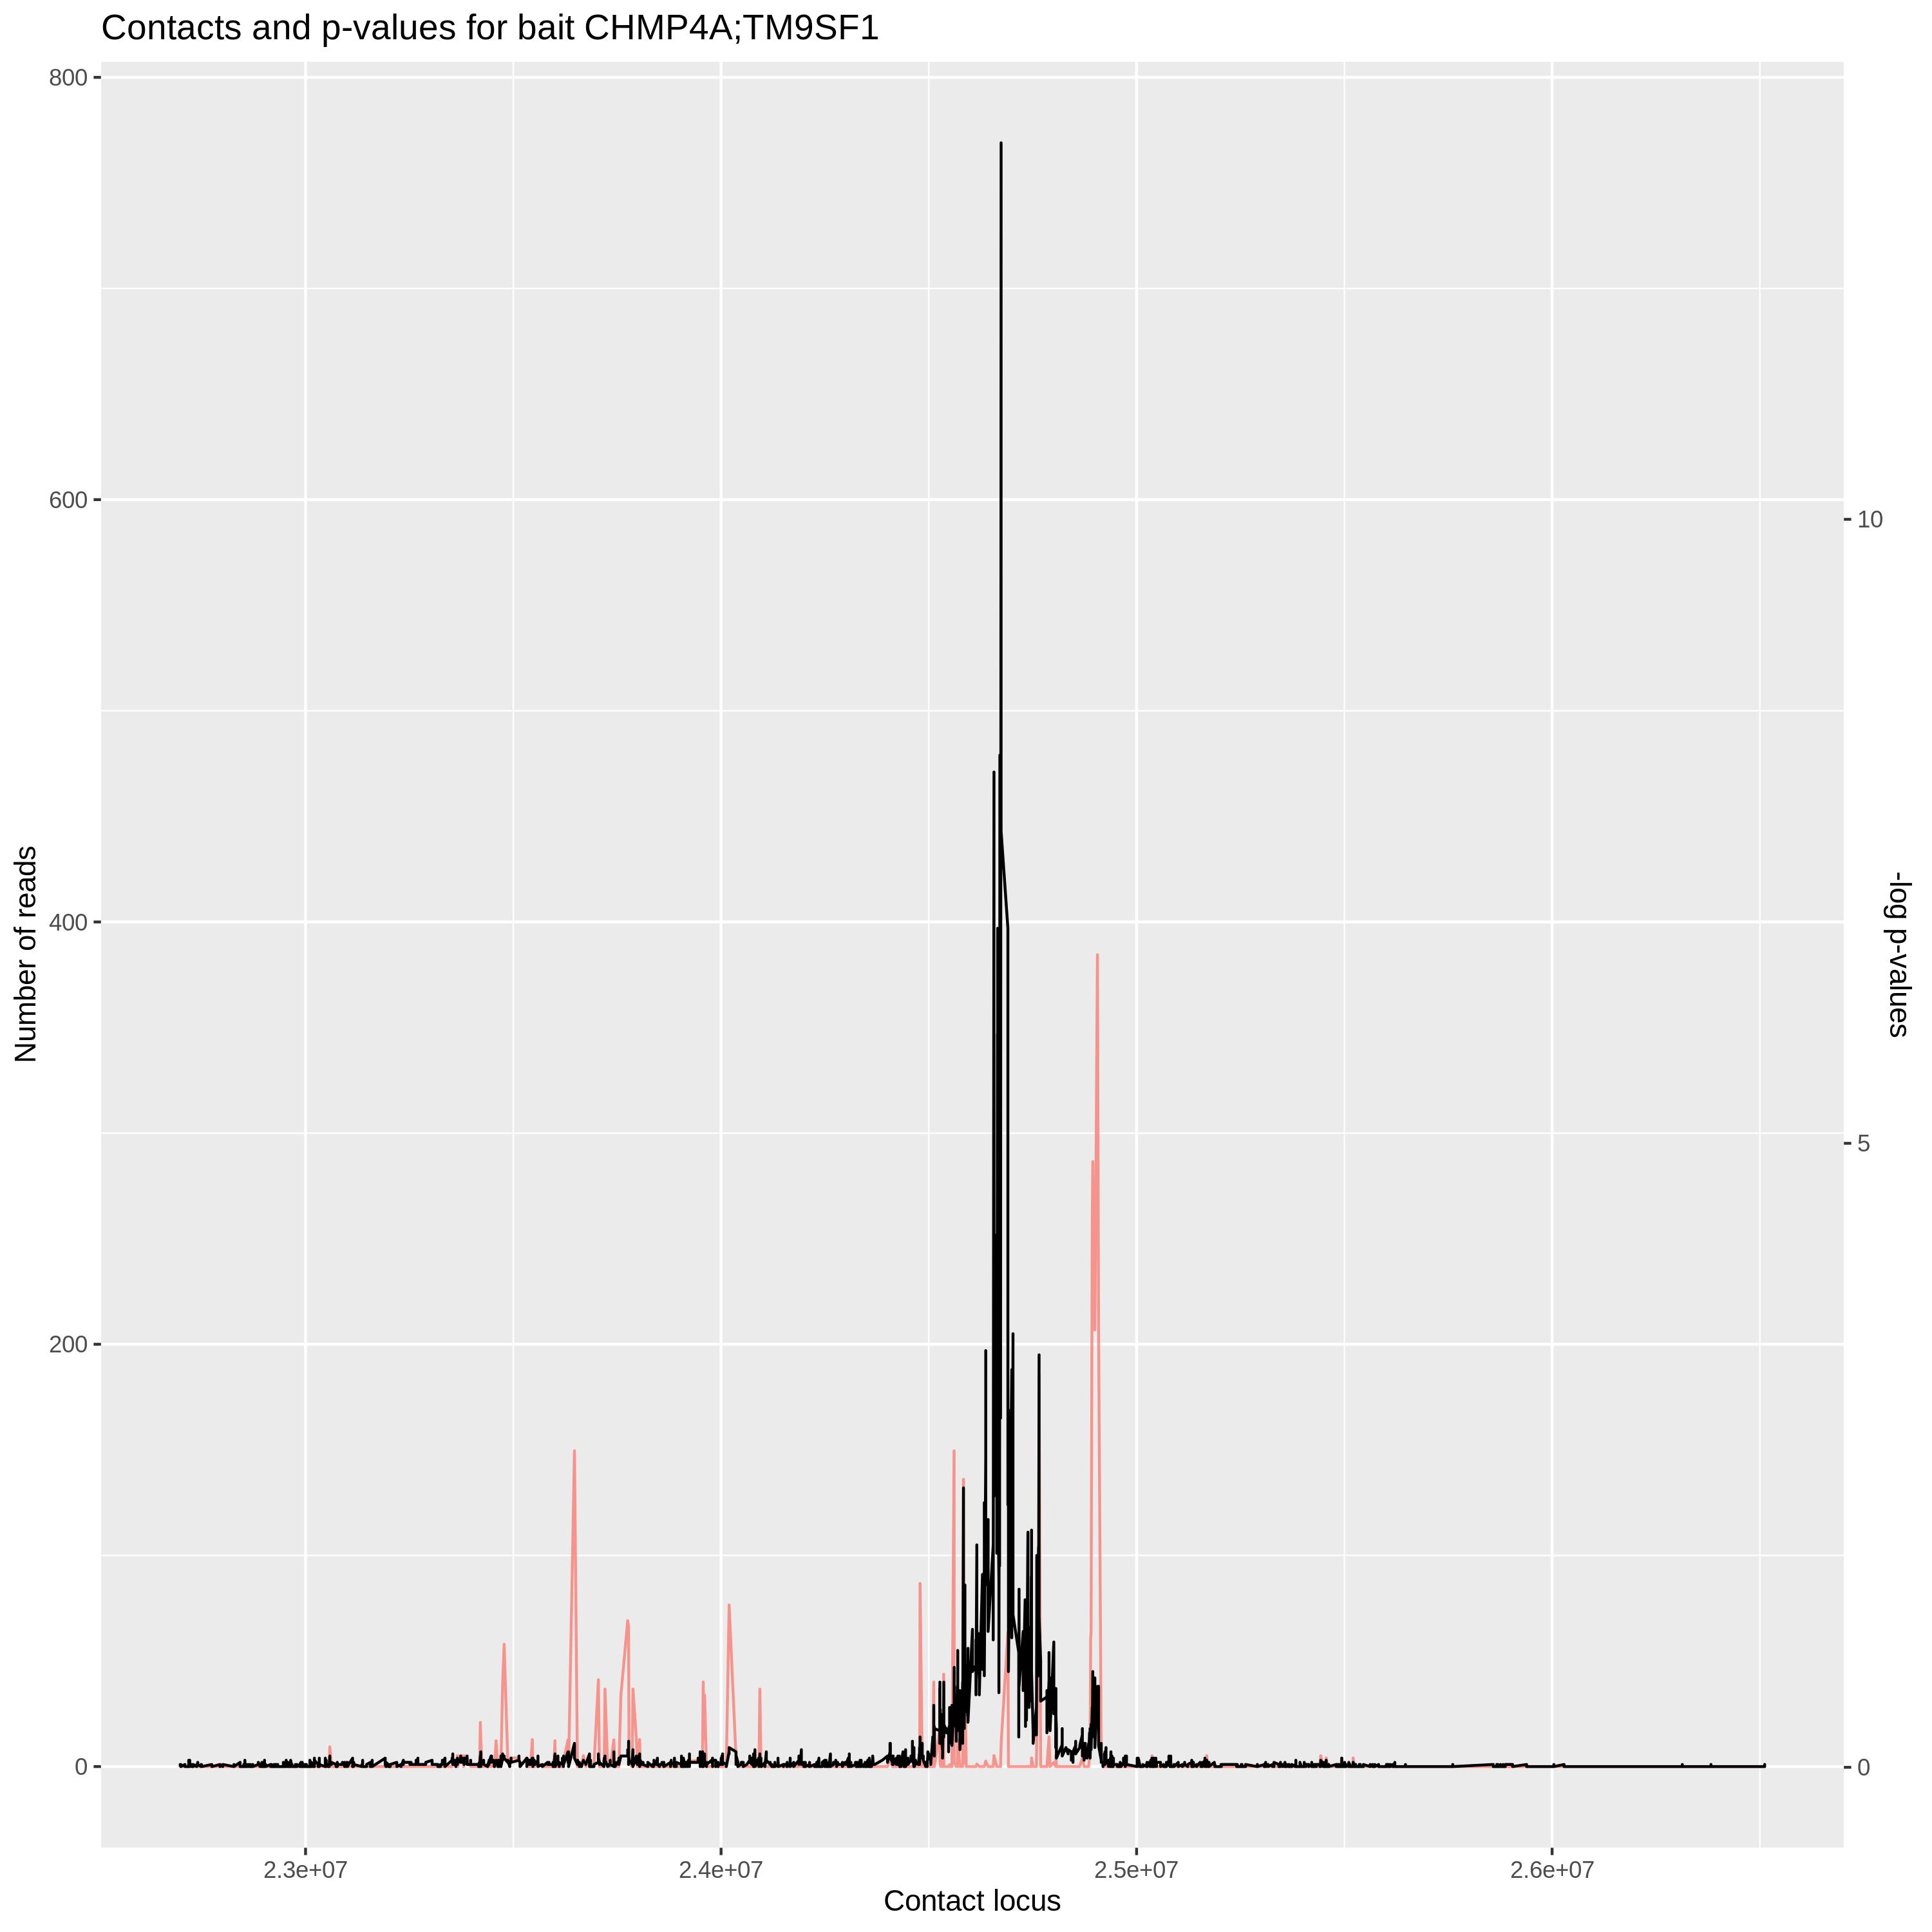 Contacts and p-values for bait CHMP4A;TM9SF1
800
600
400
200
0
Number of reads
10
5
0
-log p-values
2.3e+07
2.4e+07
2.5e+07
2.6e+07
Contact locus